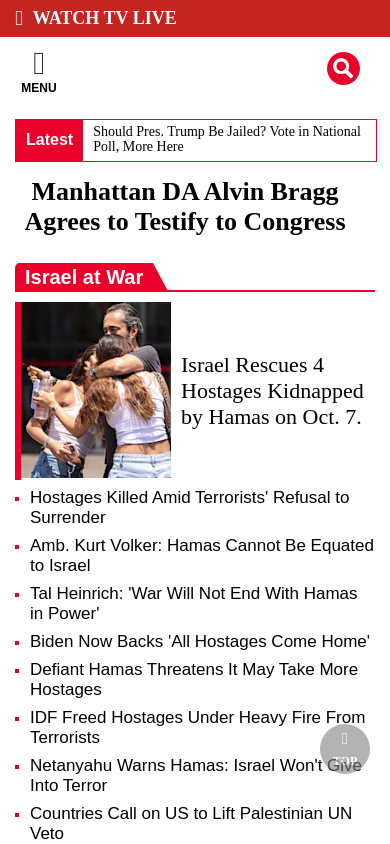 WATCH TV LIVE
MENU
Latest
Should Pres. Trump Be Jailed? Vote in National
Poll, More Here
Manhattan DA Alvin Bragg
Agrees to Testify to Congress
Israel at War
Israel Rescues 4
Hostages Kidnapped
by Hamas on Oct. 7.
Hostages Killed Amid Terrorists' Refusal to
Surrender
Amb. Kurt Volker: Hamas Cannot Be Equated
to Israel
Tal Heinrich: 'War Will Not End With Hamas
in Power'
Biden Now Backs 'All Hostages Come Home'
Defiant Hamas Threatens It May Take More
Hostages
IDF Freed Hostages Under Heavy Fire From
Terrorists
Netanyahu Warns Hamas: Israel Won't Give
Into Terror
TOP
Countries Call on US to Lift Palestinian UN
Veto